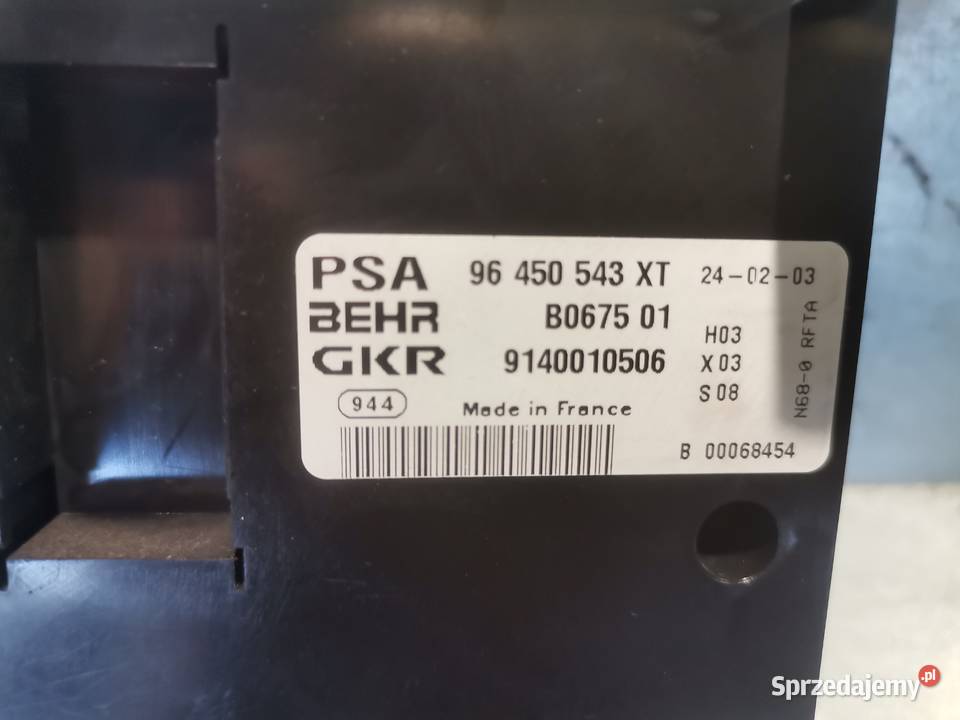 PSA 96 450 543 XT 24-02-03
BEHR B0675 01 H03
GKR 9140010506 X 03
S 08
944 Made in France
B 00068454
N68-0 RFTA
Sprzedajemy.pl